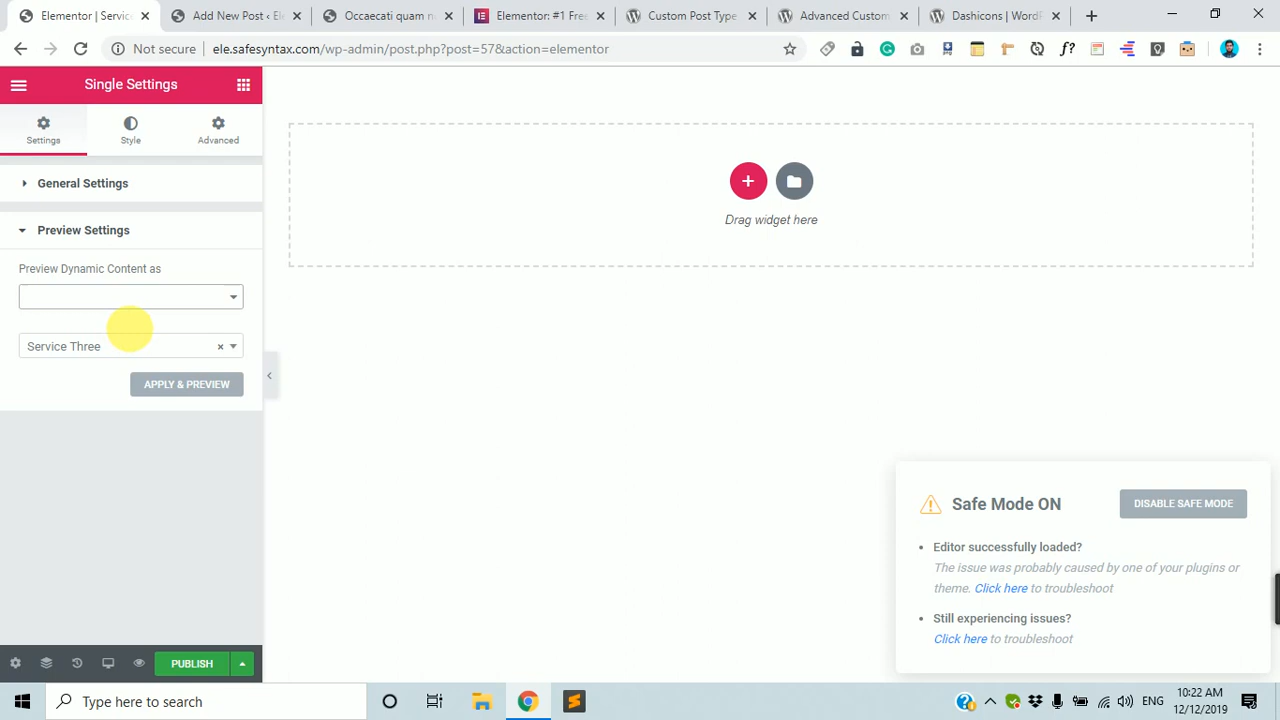 Elementor | Servic
Add New Post ‹ Ele
Occaecati quam n
Elementor: #1 Free
Custom Post Type
Advanced Custom
Dashicons | WordP
Not secure
ele.safesyntax.com/wp-admin/post.php?post=57&action=elementor
f?
Single Settings
Settings
Style
Advanced
General Settings
Preview Settings
Preview Dynamic Content as
Service Three
APPLY & PREVIEW
Drag widget here
Safe Mode ON
DISABLE SAFE MODE
Editor successfully loaded?
The issue was probably caused by one of your plugins or
theme. Click here to troubleshoot
Still experiencing issues?
Click here to troubleshoot
PUBLISH
Type here to search
ENG
10:22 AM
12/12/2019